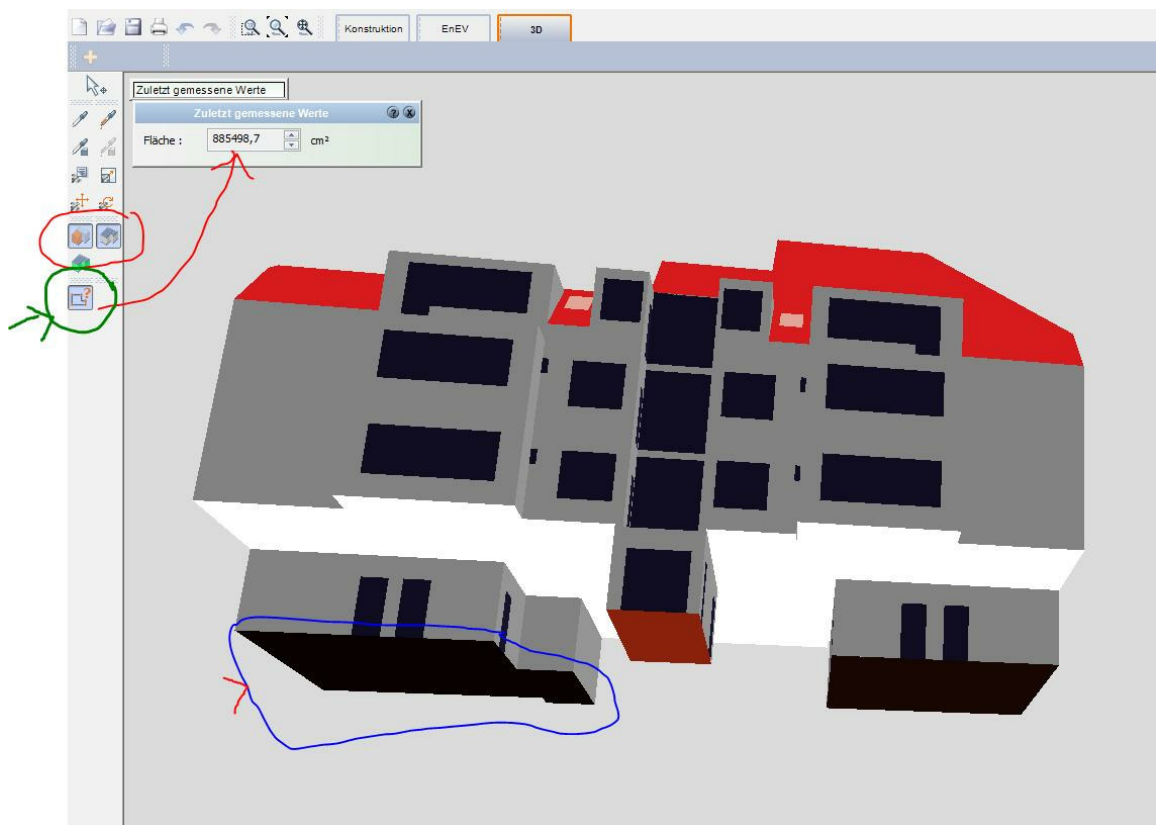 Konstruktion EnEV 3D
Zuletzt gemessene Werte
Zuletzt gemessene Werte
Fläche : 885498,7 cm²